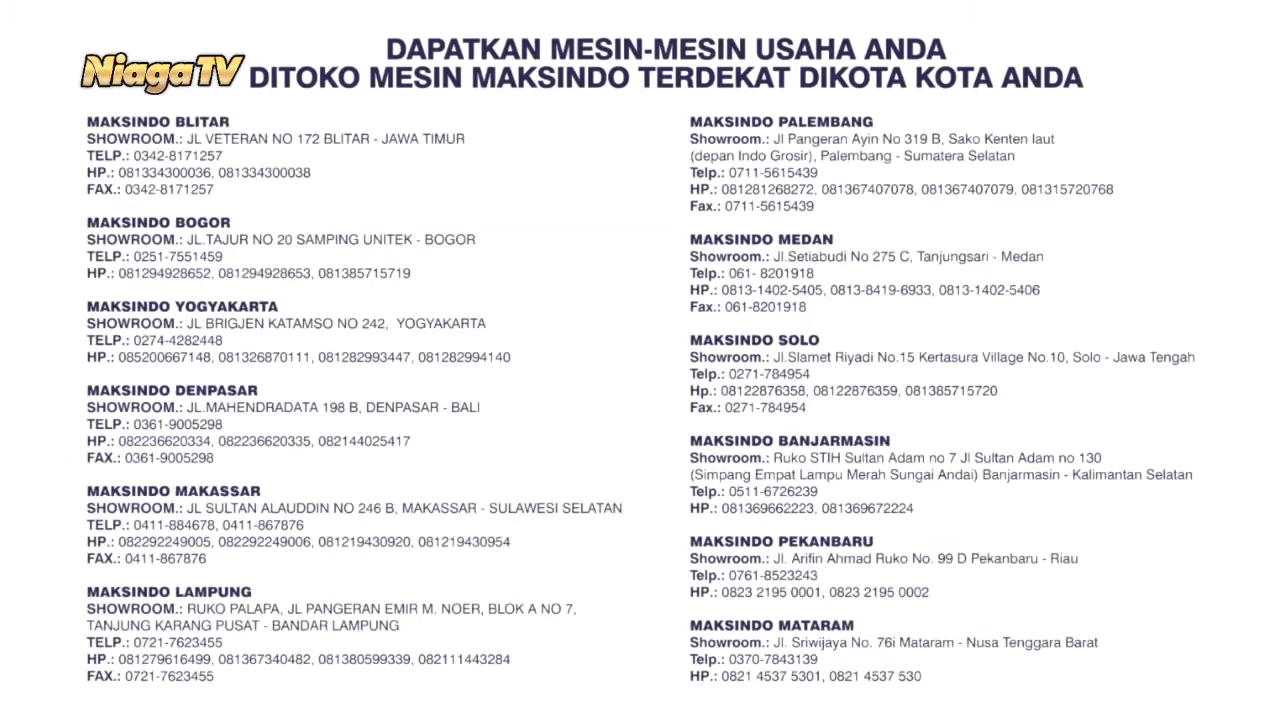 NiagaTV
DAPATKAN MESIN-MESIN USAHA ANDA
DITOKO MESIN MAKSINDO TERDEKAT DIKOTA KOTA ANDA
MAKSINDO BLITAR
SHOWROOM.: JL VETERAN NO 172 BLITAR - JAWA TIMUR
TELP.: 0342-8171257
HP.: 081334300036, 081334300038
FAX.: 0342-8171257
MAKSINDO BOGOR
SHOWROOM.: JL.TAJUR NO 20 SAMPING UNITEK - BOGOR
TELP.: 0251-7551459
HP.: 081294928652, 081294928653, 081385715719
MAKSINDO YOGYAKARTA
SHOWROOM.: JL BRIGJEN KATAMSO NO 242, YOGYAKARTA
TELP.: 0274-4282448
HP.: 085200667148, 081326870111, 081282993447, 081282994140
MAKSINDO DENPASAR
SHOWROOM.: JL.MAHENDRADATA 198 B, DENPASAR - BALI
TELP.: 0361-9005298
HP.: 082236620334, 082236620335, 082144025417
FAX.: 0361-9005298
MAKSINDO MAKASSAR
SHOWROOM.: JL SULTAN ALAUDDIN NO 246 B, MAKASSAR - SULAWESI SELATAN
TELP.: 0411-884678, 0411-867876
HP.: 082292249005, 082292249006, 081219430920, 081219430954
FAX.: 0411-867876
MAKSINDO LAMPUNG
SHOWROOM.: RUKO PALAPA, JL PANGERAN EMIR M. NOER, BLOK A NO 7,
TANJUNG KARANG PUSAT - BANDAR LAMPUNG
TELP.: 0721-7623455
HP.: 081279616499, 081367340482, 081380599339, 082111443284
FAX.: 0721-7623455
MAKSINDO PALEMBANG
Showroom.: Jl Pangeran Ayin No 319 B, Sako Kenten laut
(depan Indo Grosir), Palembang - Sumatera Selatan
Telp.: 0711-5615439
HP.: 081281268272, 081367407078, 081367407079, 081315720768
Fax.: 0711-5615439
MAKSINDO MEDAN
Showroom.: Jl.Setiabudi No 275 C, Tanjungsari - Medan
Telp.: 061- 8201918
HP.: 0813-1402-5405, 0813-8419-6933, 0813-1402-5406
Fax.: 061-8201918
MAKSINDO SOLO
Showroom.: Jl.Slamet Riyadi No.15 Kertasura Village No.10, Solo - Jawa Tengah
Telp.: 0271-784954
Hp.: 08122876358, 08122876359, 081385715720
Fax.: 0271-784954
MAKSINDO BANJARMASIN
Showroom.: Ruko STIH Sultan Adam no 7 Jl Sultan Adam no 130
(Simpang Empat Lampu Merah Sungai Andai) Banjarmasin - Kalimantan Selatan
Telp.: 0511-6726239
HP.: 081369662223, 081369672224
MAKSINDO PEKANBARU
Showroom.: Jl. Arifin Ahmad Ruko No. 99 D Pekanbaru - Riau
Telp.: 0761-8523243
HP.: 0823 2195 0001, 0823 2195 0002
MAKSINDO MATARAM
Showroom.: Jl. Sriwijaya No. 76i Mataram - Nusa Tenggara Barat
Telp.: 0370-7843139
HP.: 0821 4537 5301, 0821 4537 530